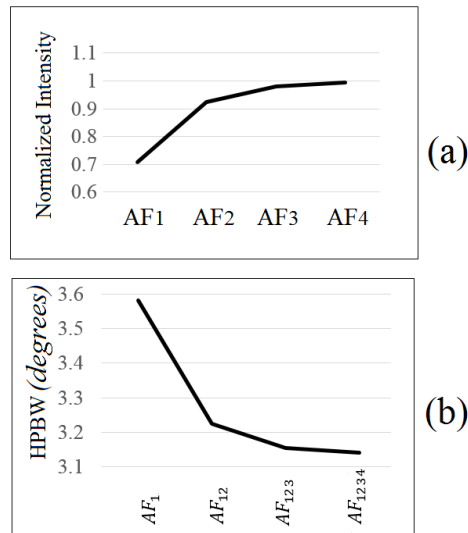 Normalized Intensity
1.1
1
0.9
0.8
0.7
0.6
AF1 AF2 AF3 AF4
(a)
HPBW (degrees)
3.6
3.5
3.4
3.3
3.2
3.1
AF₁ AF₁₂ AF₁₂₃ AF₁₂₃₄
(b)